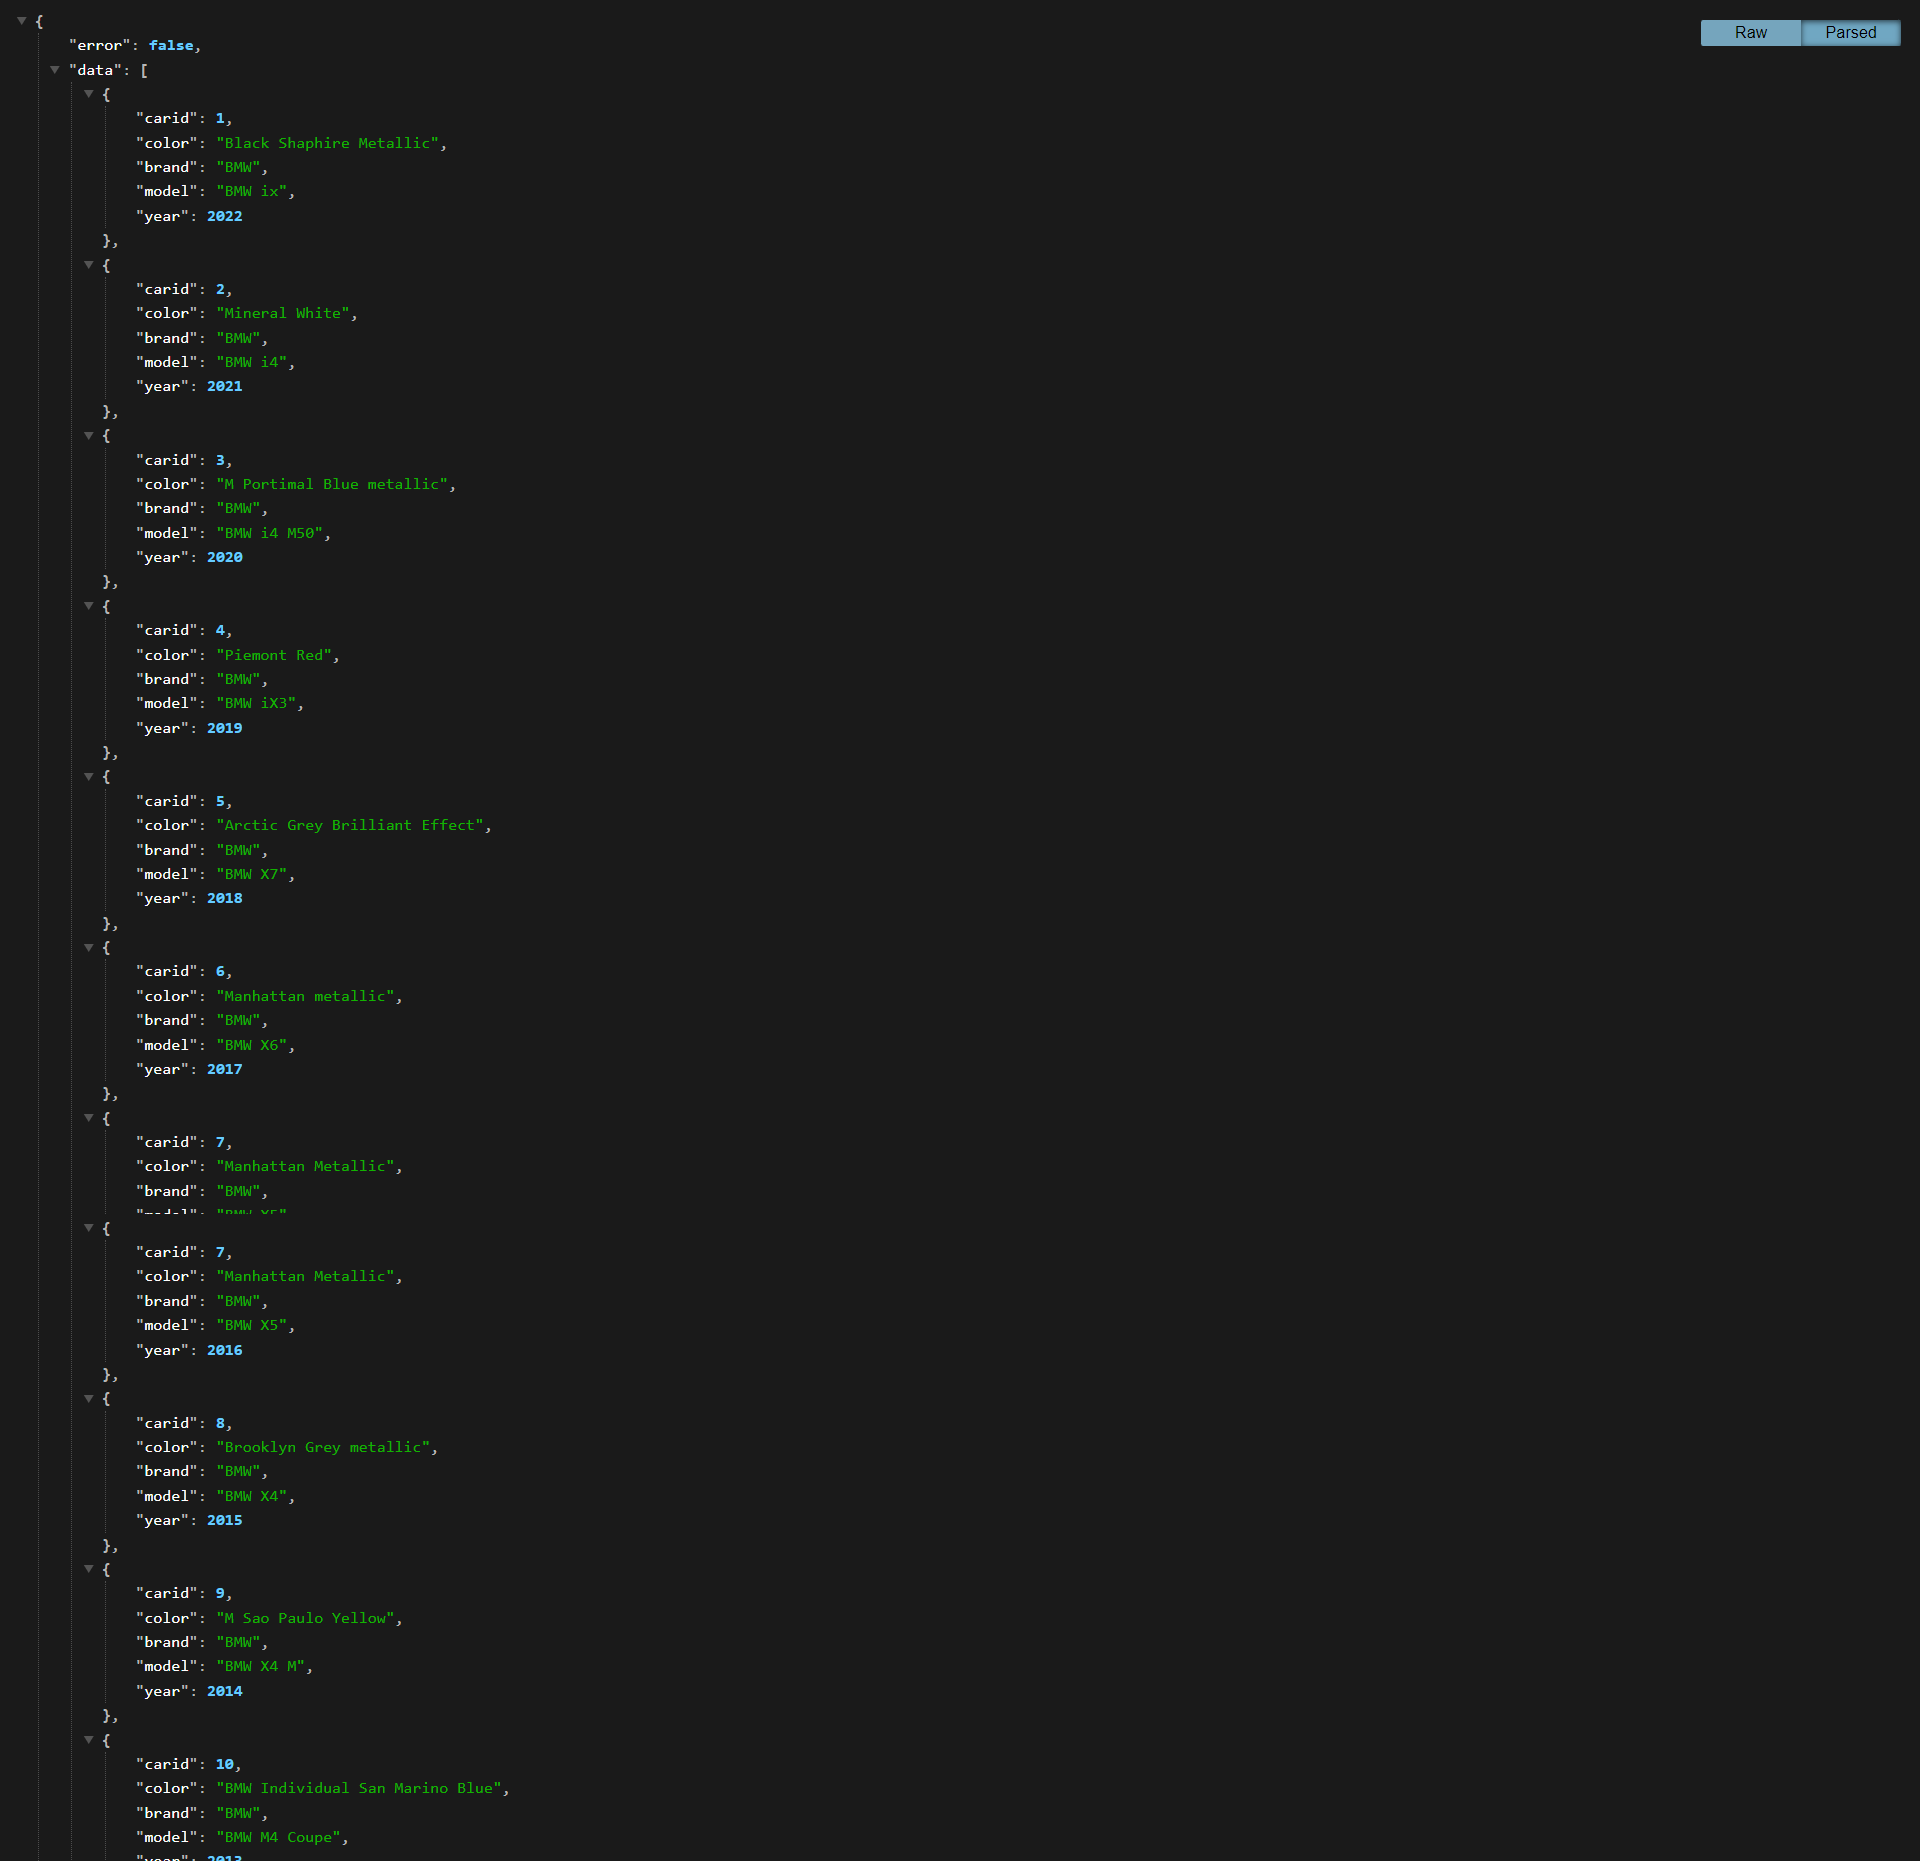 {
Raw Parsed
"error": false,
"data": [
{
"carid": 1,
"color": "Black Shaphire Metallic",
"brand": "BMW",
"model": "BMW ix",
"year": 2022
},
{
"carid": 2,
"color": "Mineral White",
"brand": "BMW",
"model": "BMW i4",
"year": 2021
},
{
"carid": 3,
"color": "M Portimal Blue metallic",
"brand": "BMW",
"model": "BMW i4 M50",
"year": 2020
},
{
"carid": 4,
"color": "Piemont Red",
"brand": "BMW",
"model": "BMW iX3",
"year": 2019
},
{
"carid": 5,
"color": "Arctic Grey Brilliant Effect",
"brand": "BMW",
"model": "BMW X7",
"year": 2018
},
{
"carid": 6,
"color": "Manhattan metallic",
"brand": "BMW",
"model": "BMW X6",
"year": 2017
},
{
"carid": 7,
"color": "Manhattan Metallic",
"brand": "BMW",
"model": "BMW X5"
{
"carid": 7,
"color": "Manhattan Metallic",
"brand": "BMW",
"model": "BMW X5",
"year": 2016
},
{
"carid": 8,
"color": "Brooklyn Grey metallic",
"brand": "BMW",
"model": "BMW X4",
"year": 2015
},
{
"carid": 9,
"color": "M Sao Paulo Yellow",
"brand": "BMW",
"model": "BMW X4 M",
"year": 2014
},
{
"carid": 10,
"color": "BMW Individual San Marino Blue",
"brand": "BMW",
"model": "BMW M4 Coupe",
"year": 2013